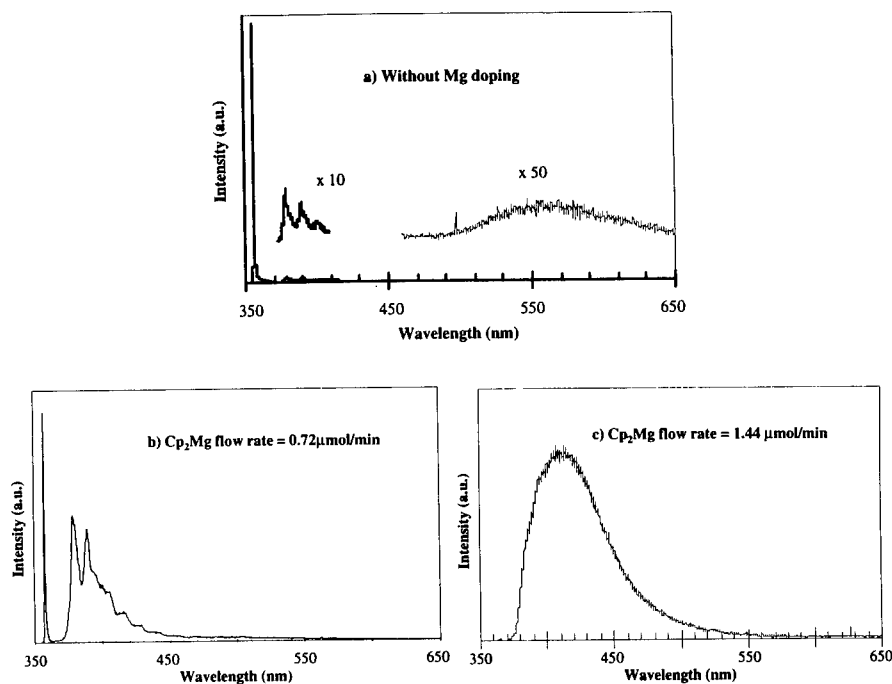 a) Without Mg doping
x 10
x 50
Intensity (a.u.)
350 450 550 650
Wavelength (nm)
b) Cp₂Mg flow rate = 0.72μmol/min
Intensity (a.u.)
350 450 550 650
Wavelength (nm)
c) Cp₂Mg flow rate = 1.44 μmol/min
Intensity (a.u.)
350 450 550 650
Wavelength (nm)